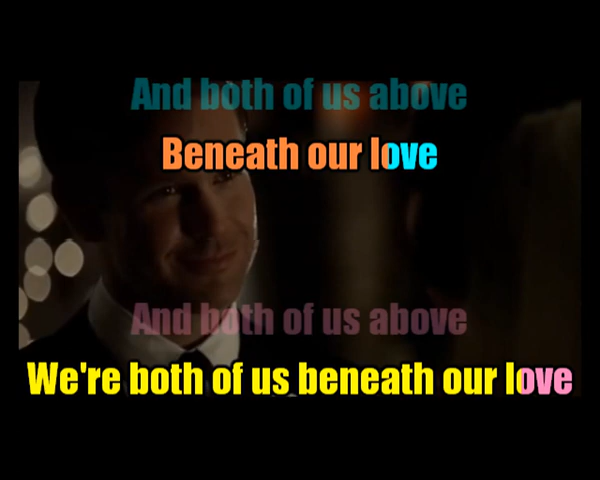 And both of us above
Beneath our love
And both of us above
We're both of us beneath our love